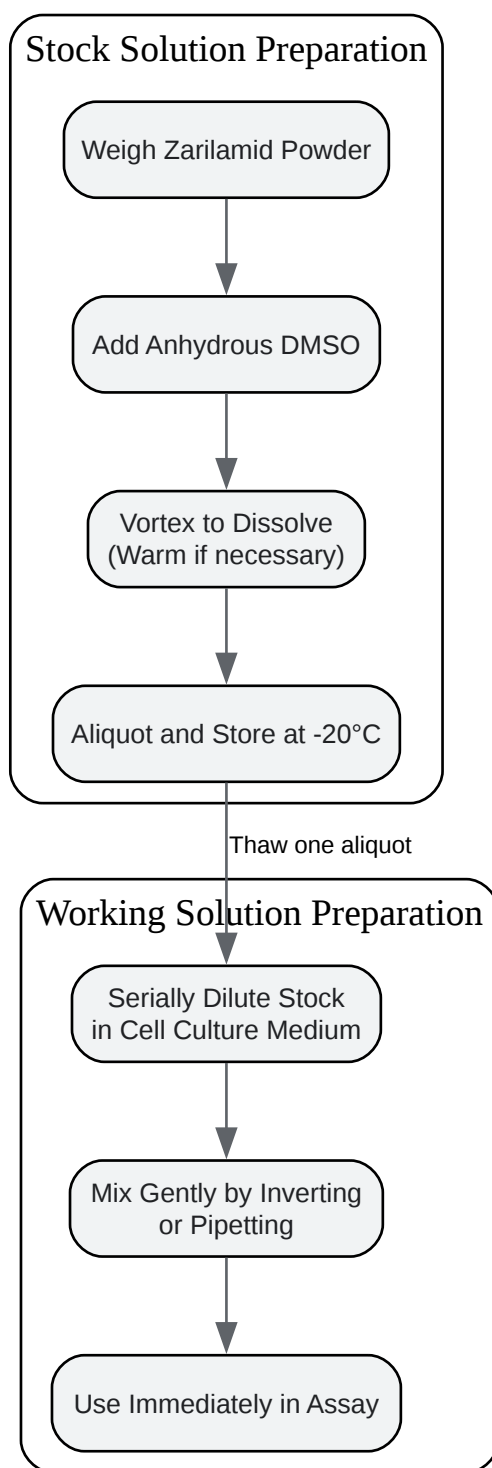 Stock Solution Preparation
Weigh Zarilamid Powder
Add Anhydrous DMSO
Vortex to Dissolve
(Warm if necessary)
Aliquot and Store at -20°C
Thaw one aliquot
Working Solution Preparation
Serially Dilute Stock
in Cell Culture Medium
Mix Gently by Inverting
or Pipetting
Use Immediately in Assay